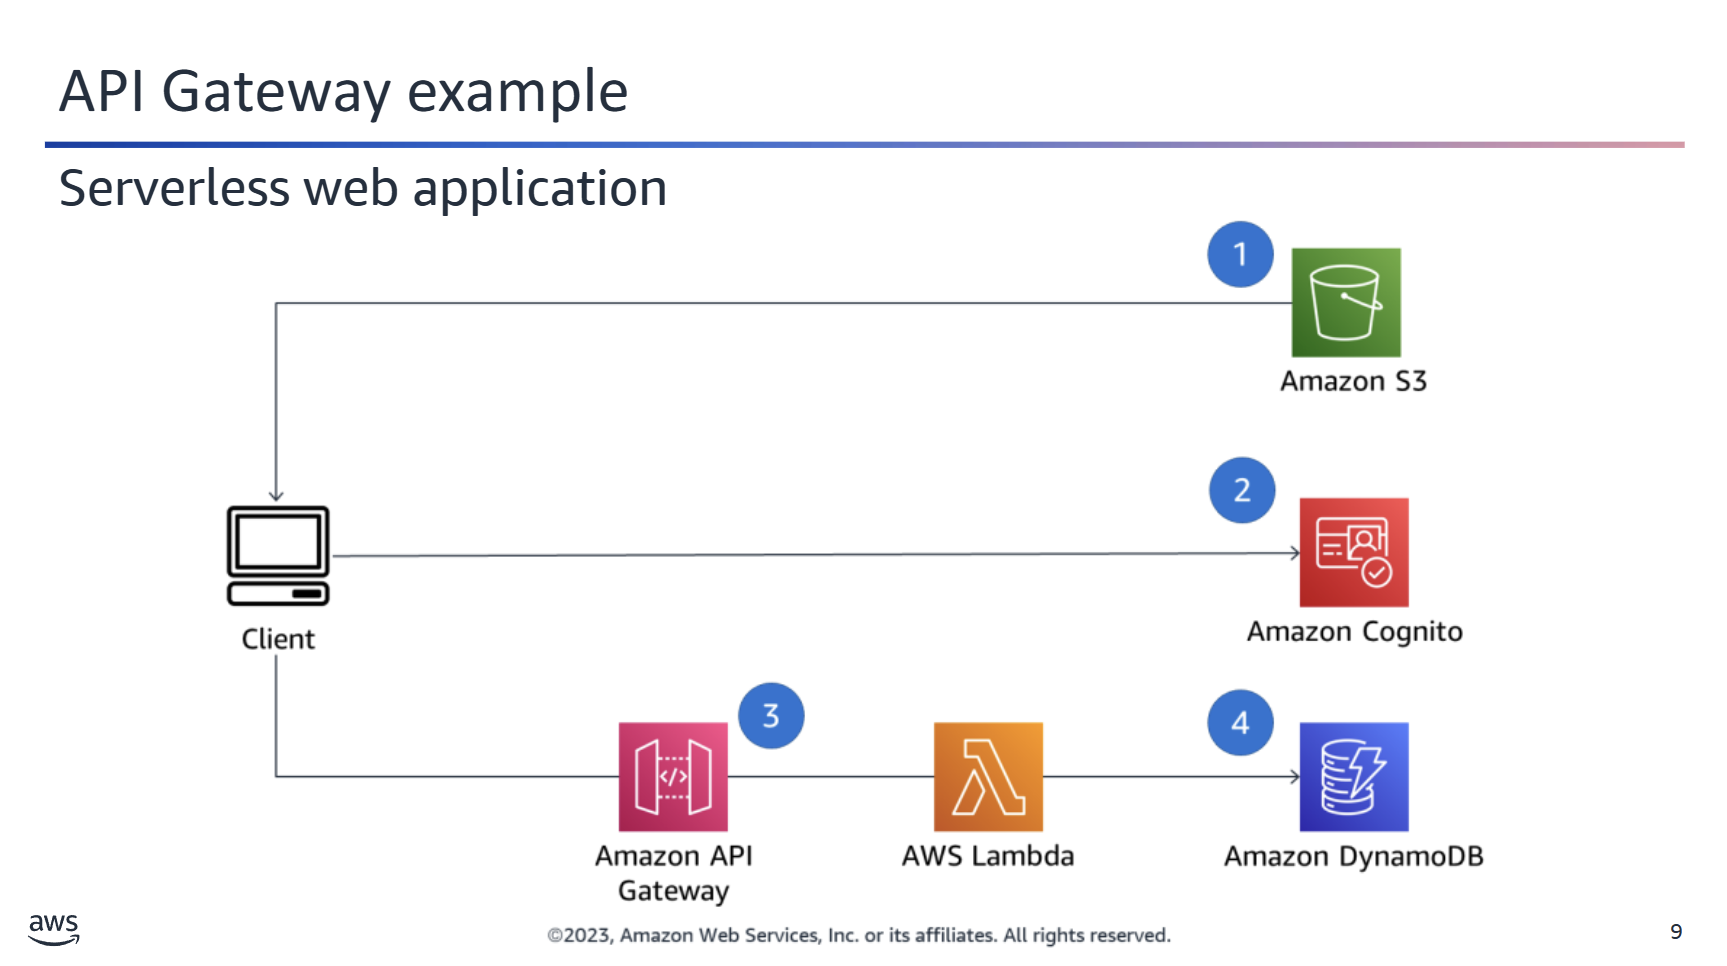 API Gateway example
Serverless web application
1
Amazon S3
2
Amazon Cognito
Client
3
4
</>
Amazon API
Gateway
AWS Lambda
Amazon DynamoDB
aws
©2023, Amazon Web Services, Inc. or its affiliates. All rights reserved.
9